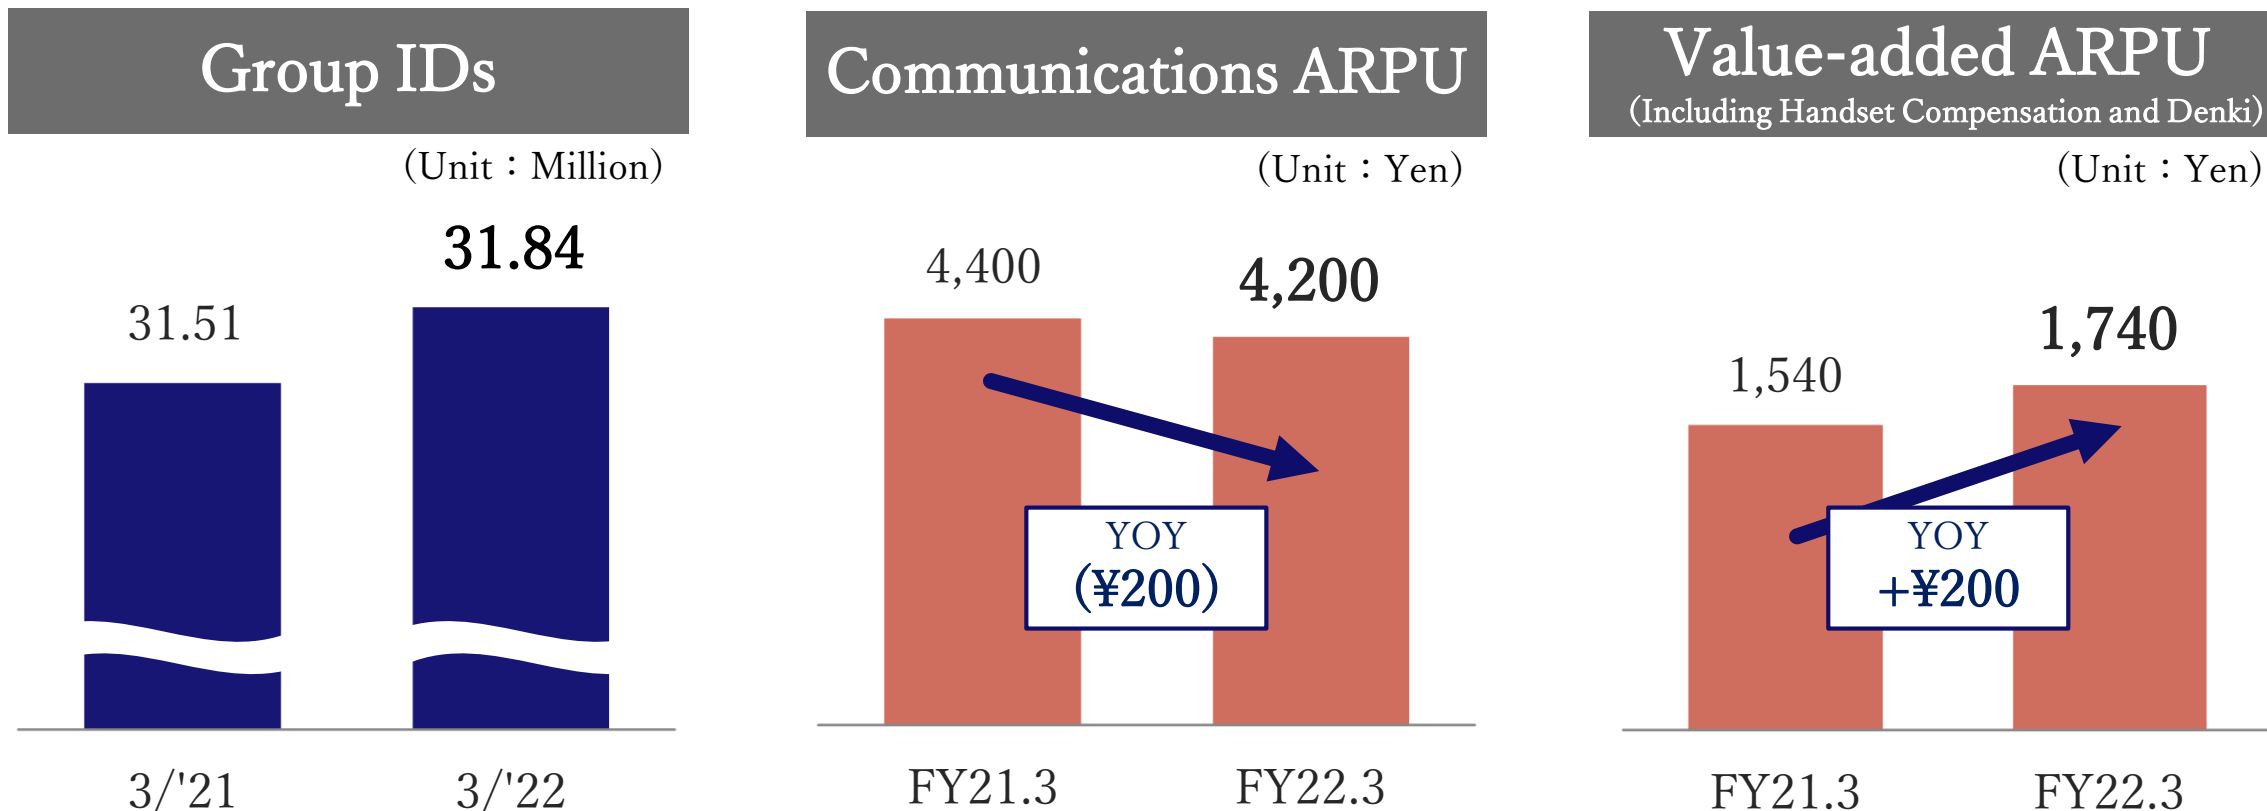 Group IDs
(Unit：Million)
31.51
31.84
3/'21
3/'22
Communications ARPU
(Unit：Yen)
4,400
4,200
YOY
(¥200)
FY21.3
FY22.3
Value-added ARPU
(Including Handset Compensation and Denki)
(Unit：Yen)
1,540
1,740
YOY
+¥200
FY21.3
FY22.3